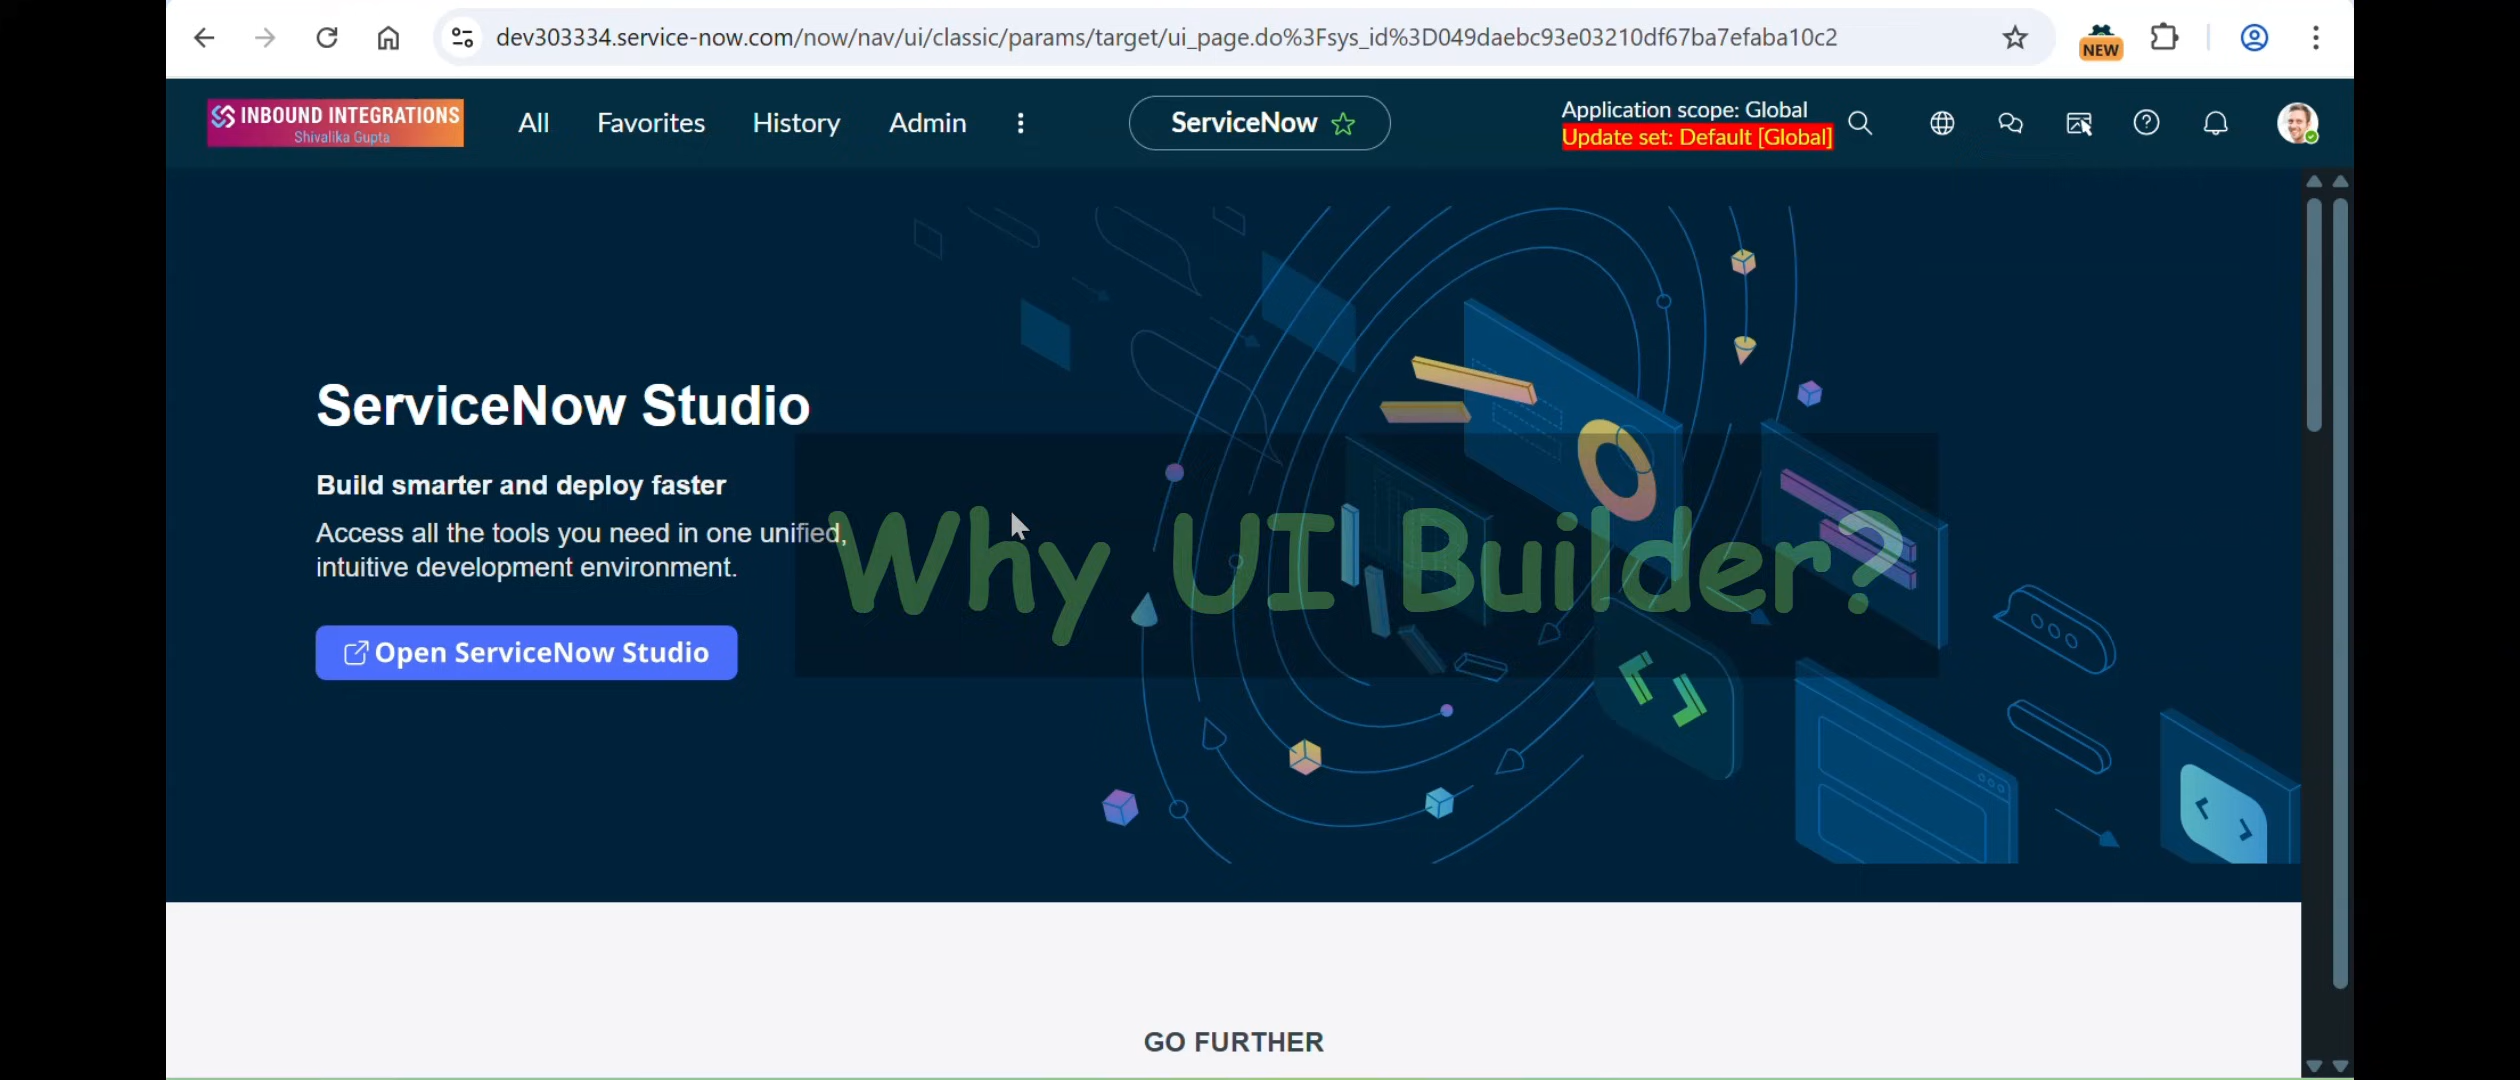 dev303334.service-now.com/now/nav/ui/classic/params/target/ui_page.do%3Fsys_id%3D049daebc93e03210df67ba7efaba10c2
NEW
INBOUND INTEGRATIONS
Shivalika Gupta
All
Favorites
History
Admin
ServiceNow
Application scope: Global
Update set: Default [Global]
ServiceNow Studio
Build smarter and deploy faster
Access all the tools you need in one unified,
intuitive development environment.
Why UI Builder?
Open ServiceNow Studio
GO FURTHER